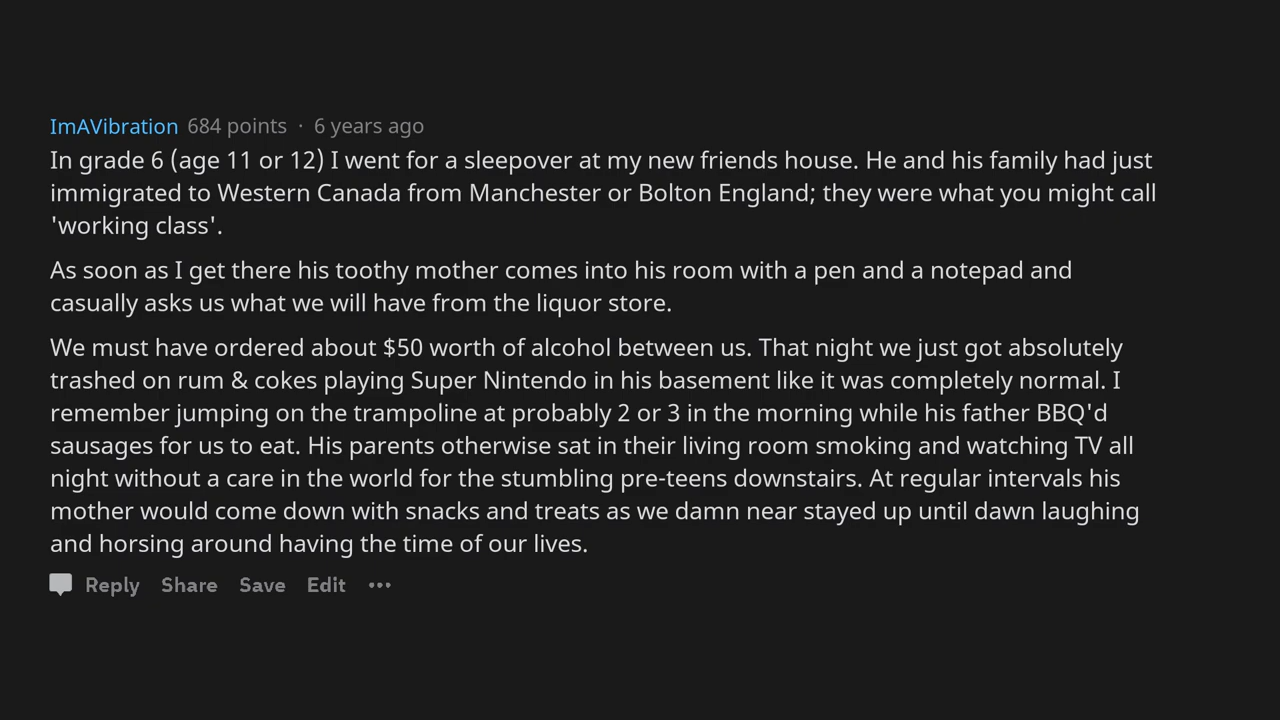 ImAVibration 684 points · 6 years ago
In grade 6 (age 11 or 12) I went for a sleepover at my new friends house. He and his family had just
immigrated to Western Canada from Manchester or Bolton England; they were what you might call
'working class'.
As soon as I get there his toothy mother comes into his room with a pen and a notepad and
casually asks us what we will have from the liquor store.
We must have ordered about $50 worth of alcohol between us. That night we just got absolutely
trashed on rum & cokes playing Super Nintendo in his basement like it was completely normal. I
remember jumping on the trampoline at probably 2 or 3 in the morning while his father BBQ'd
sausages for us to eat. His parents otherwise sat in their living room smoking and watching TV all
night without a care in the world for the stumbling pre-teens downstairs. At regular intervals his
mother would come down with snacks and treats as we damn near stayed up until dawn laughing
and horsing around having the time of our lives.
Reply Share Save Edit •••